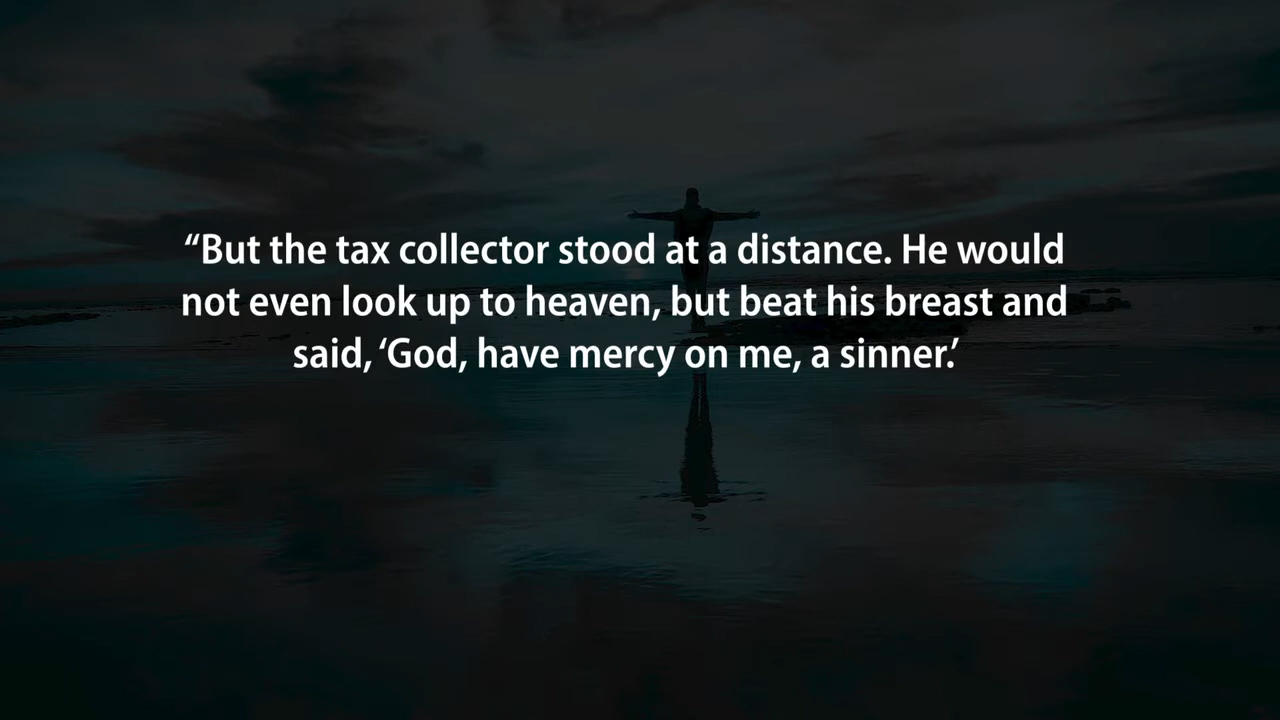 “But the tax collector stood at a distance. He would
not even look up to heaven, but beat his breast and
said, ‘God, have mercy on me, a sinner.’